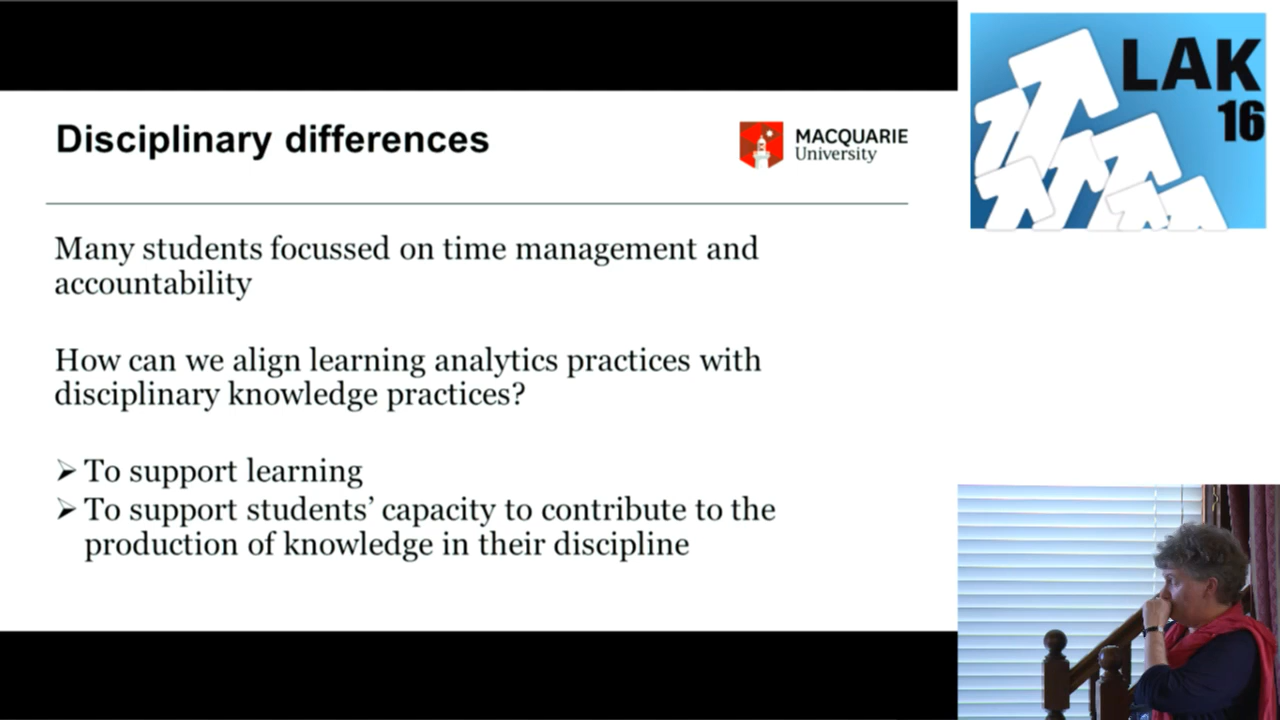 Disciplinary differences
MACQUARIE
University
Many students focussed on time management and
accountability
How can we align learning analytics practices with
disciplinary knowledge practices?
➢ To support learning
➢ To support students’ capacity to contribute to the
production of knowledge in their discipline
LAK
16